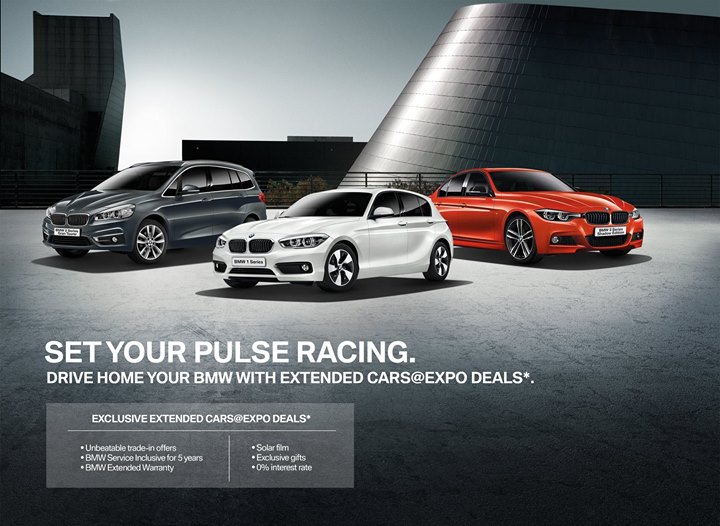 BMW 2 Series
Gran Tourer
BMW 1 Series
BMW 3 Series
Shadow Edition
SET YOUR PULSE RACING.
DRIVE HOME YOUR BMW WITH EXTENDED CARS@EXPO DEALS*.
EXCLUSIVE EXTENDED CARS@EXPO DEALS*
• Unbeatable trade-in offers
• BMW Service Inclusive for 5 years
• BMW Extended Warranty
• Solar film
• Exclusive gifts
• 0% interest rate